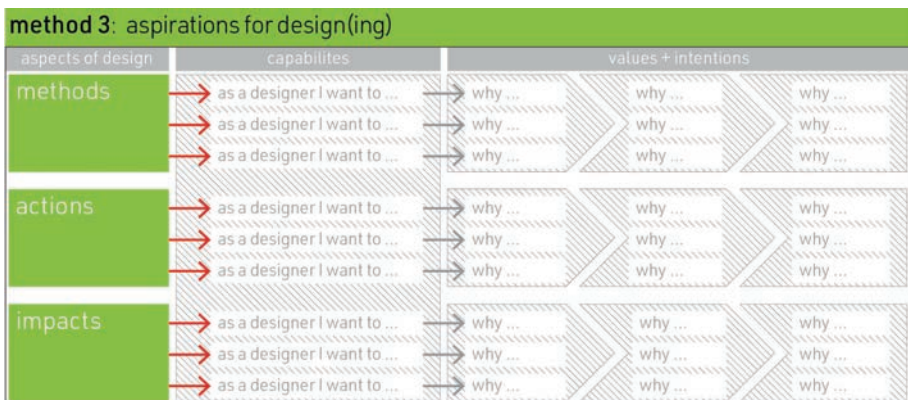 method 3: aspirations for design(ing)
aspects of design capabilites values + intentions
methods as a designer I want to ... why ... why ... why ...
as a designer I want to ... why ... why ... why ...
as a designer I want to ... why ... why ... why ...
actions as a designer I want to ... why ... why ... why ...
as a designer I want to ... why ... why ... why ...
as a designer I want to ... why ... why ... why ...
impacts as a designer I want to ... why ... why ... why ...
as a designer I want to ... why ... why ... why ...
as a designer I want to ... why ... why ... why ...